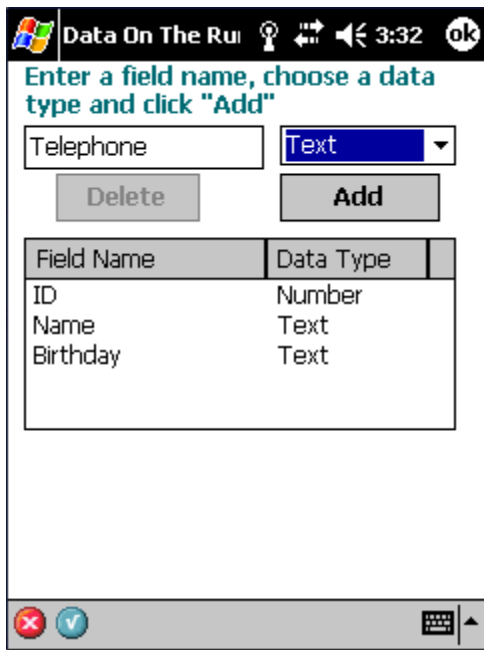 Data On The Rui 3:32 ok
Enter a field name, choose a data
type and click "Add"
Telephone Text
Delete Add
Field Name Data Type
ID Number
Name Text
Birthday Text